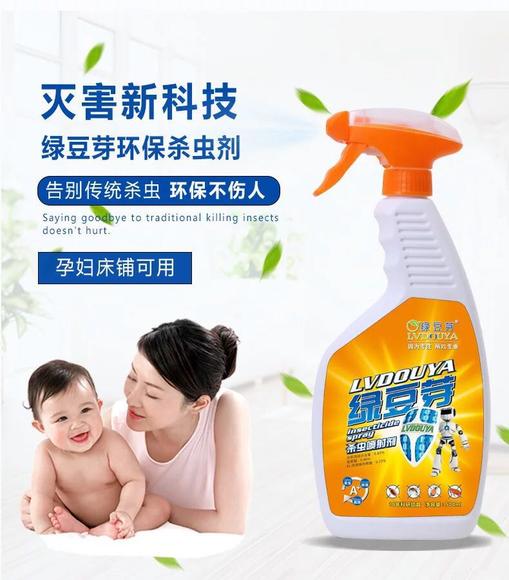 灭害新科技
绿豆芽环保杀虫剂
告别传统杀虫 环保不伤人
Saying goodbye to traditional killing insects
doesn't hurt.
孕妇床铺可用
绿豆芽
LVDOUYA
LVDOUYA
绿豆芽
insecticide
spray
LVDOUYA
杀虫喷射剂
A+